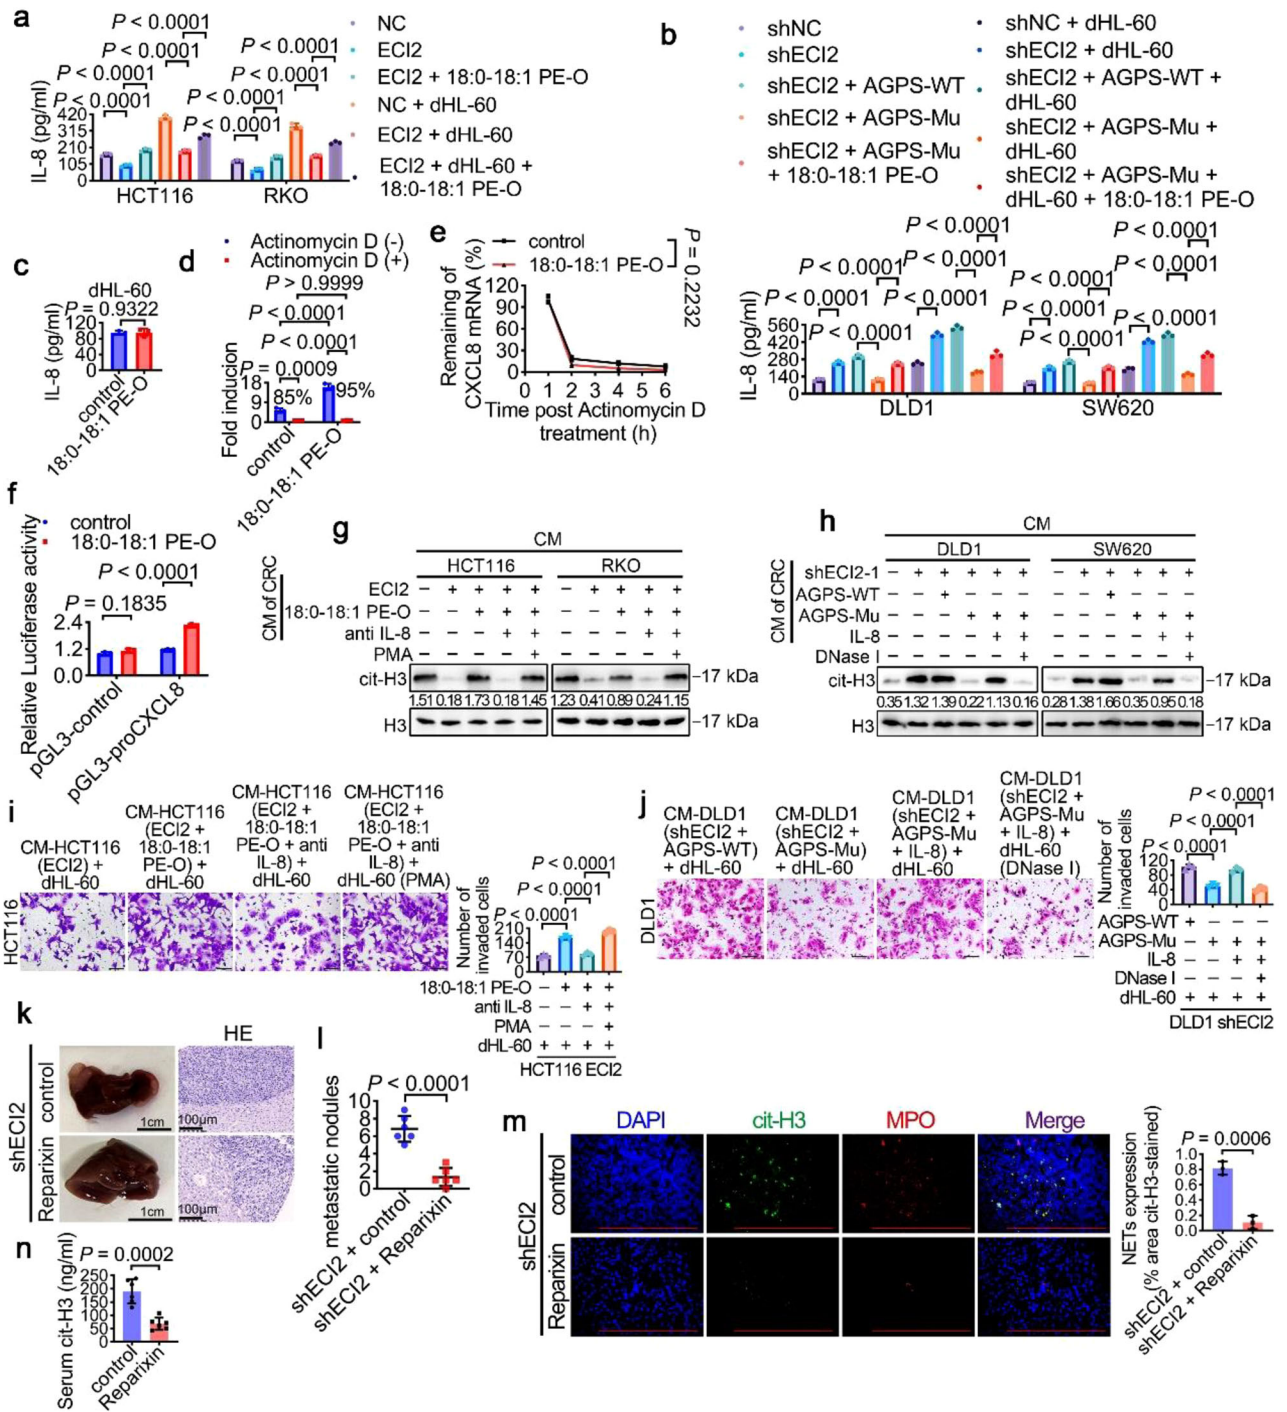 a
P < 0.0001
P < 0.0001
P < 0.0001
P < 0.0001
P < 0.0001
P < 0.0001
P < 0.0001
P < 0.0001
IL-8 (pg/ml)
420
315
210
105
0
HCT116
RKO
NC
ECI2
ECI2 + 18:0-18:1 PE-O
NC + dHL-60
ECI2 + dHL-60
ECI2 + dHL-60 +
18:0-18:1 PE-O
b
shNC
shECI2
shECI2 + AGPS-WT
shECI2 + AGPS-Mu
shECI2 + AGPS-Mu
+ 18:0-18:1 PE-O
shNC + dHL-60
shECI2 + dHL-60
shECI2 + AGPS-WT +
dHL-60
shECI2 + AGPS-Mu +
dHL-60
shECI2 + AGPS-Mu +
dHL-60 + 18:0-18:1 PE-O
P < 0.0001
P < 0.0001
P < 0.0001
P < 0.0001
P < 0.0001
P < 0.0001
P < 0.0001
P < 0.0001
P < 0.0001
P < 0.0001
P < 0.0001
P < 0.0001
IL-8 (pg/ml)
560
420
280
140
0
DLD1
SW620
c
dHL-60
P = 0.9322
IL-8 (pg/ml)
120
80
40
0
control
18:0-18:1 PE-O
d
Actinomycin D (-)
Actinomycin D (+)
P > 0.9999
P < 0.0001
P < 0.0001
P = 0.0009
Fold inducion
18
9
0
85%
95%
control
18:0-18:1 PE-O
e
control
18:0-18:1 PE-O
P = 0.2232
Remaining of
CXCL8 mRNA (%)
120
90
60
30
0
0 1 2 3 4 5 6
Time post Actinomycin D
treatment (h)
f
control
18:0-18:1 PE-O
P < 0.0001
P = 0.1835
Relative Luciferase activity
2.4
1.2
0.0
pGL3-control
pGL3-proCXCL8
g
CM
HCT116 RKO
CM of CRC
ECI2 − + + + + − + + + +
18:0-18:1 PE-O − − + + + − − + + +
anti IL-8 − − − + + − − − + +
PMA − − − − + − − − − +
cit-H3
−17 kDa
1.51 0.18 1.73 0.18 1.45 1.23 0.41 0.89 0.24 1.15
H3
−17 kDa
h
CM
DLD1 SW620
CM of CRC
shECI2-1 − + + + + + − + + + + +
AGPS-WT − − + − − − − − + − − −
AGPS-Mu − − − + + + − − − + + +
IL-8 − − − − + + − − − − + +
DNase I − − − − − + − − − − − +
cit-H3
−17 kDa
0.35 1.32 1.39 0.22 1.13 0.16 0.28 1.38 1.66 0.35 0.95 0.18
H3
−17 kDa
i
CM-HCT116
(ECI2) +
dHL-60
CM-HCT116
(ECI2 +
18:0-18:1
PE-O) +
dHL-60
CM-HCT116
(ECI2 +
18:0-18:1
PE-O + anti
IL-8) +
dHL-60
CM-HCT116
(ECI2 +
18:0-18:1
PE-O + anti
IL-8) +
dHL-60 (PMA)
HCT116
P < 0.0001
P < 0.0001
P < 0.0001
Number of
invaded cells
210
140
70
0
18:0-18:1 PE-O − + + +
anti IL-8 − − + +
PMA − − − +
dHL-60 + + + +
HCT116 ECI2
j
CM-DLD1
(shECI2 +
AGPS-WT)
+ dHL-60
CM-DLD1
(shECI2 +
AGPS-Mu)
+ dHL-60
CM-DLD1
(shECI2 +
AGPS-Mu
+ IL-8) +
dHL-60
CM-DLD1
(shECI2 +
AGPS-Mu
+ IL-8) +
dHL-60
(DNase I)
DLD1
P < 0.0001
P < 0.0001
P < 0.0001
Number of
invaded cells
120
80
40
0
AGPS-WT + − − −
AGPS-Mu − + + +
IL-8 − − + +
DNase I − − − +
dHL-60 + + + +
DLD1 shECI2
k
HE
shECI2
control
1cm
100μm
Reparixin
1cm
100μm
l
P < 0.0001
metastatic nodules
10
8
6
4
2
0
shECI2 + control
shECI2 + Reparixin
m
DAPI cit-H3 MPO Merge
shECI2
control
Reparixin
P = 0.0006
NETs expression
(% area cit-H3-stained)
1.0
0.8
0.6
0.4
0.2
0.0
shECI2 + control
shECI2 + Reparixin
n
P = 0.0002
Serum cit-H3 (ng/ml)
250
200
150
100
50
0
control
Reparixin